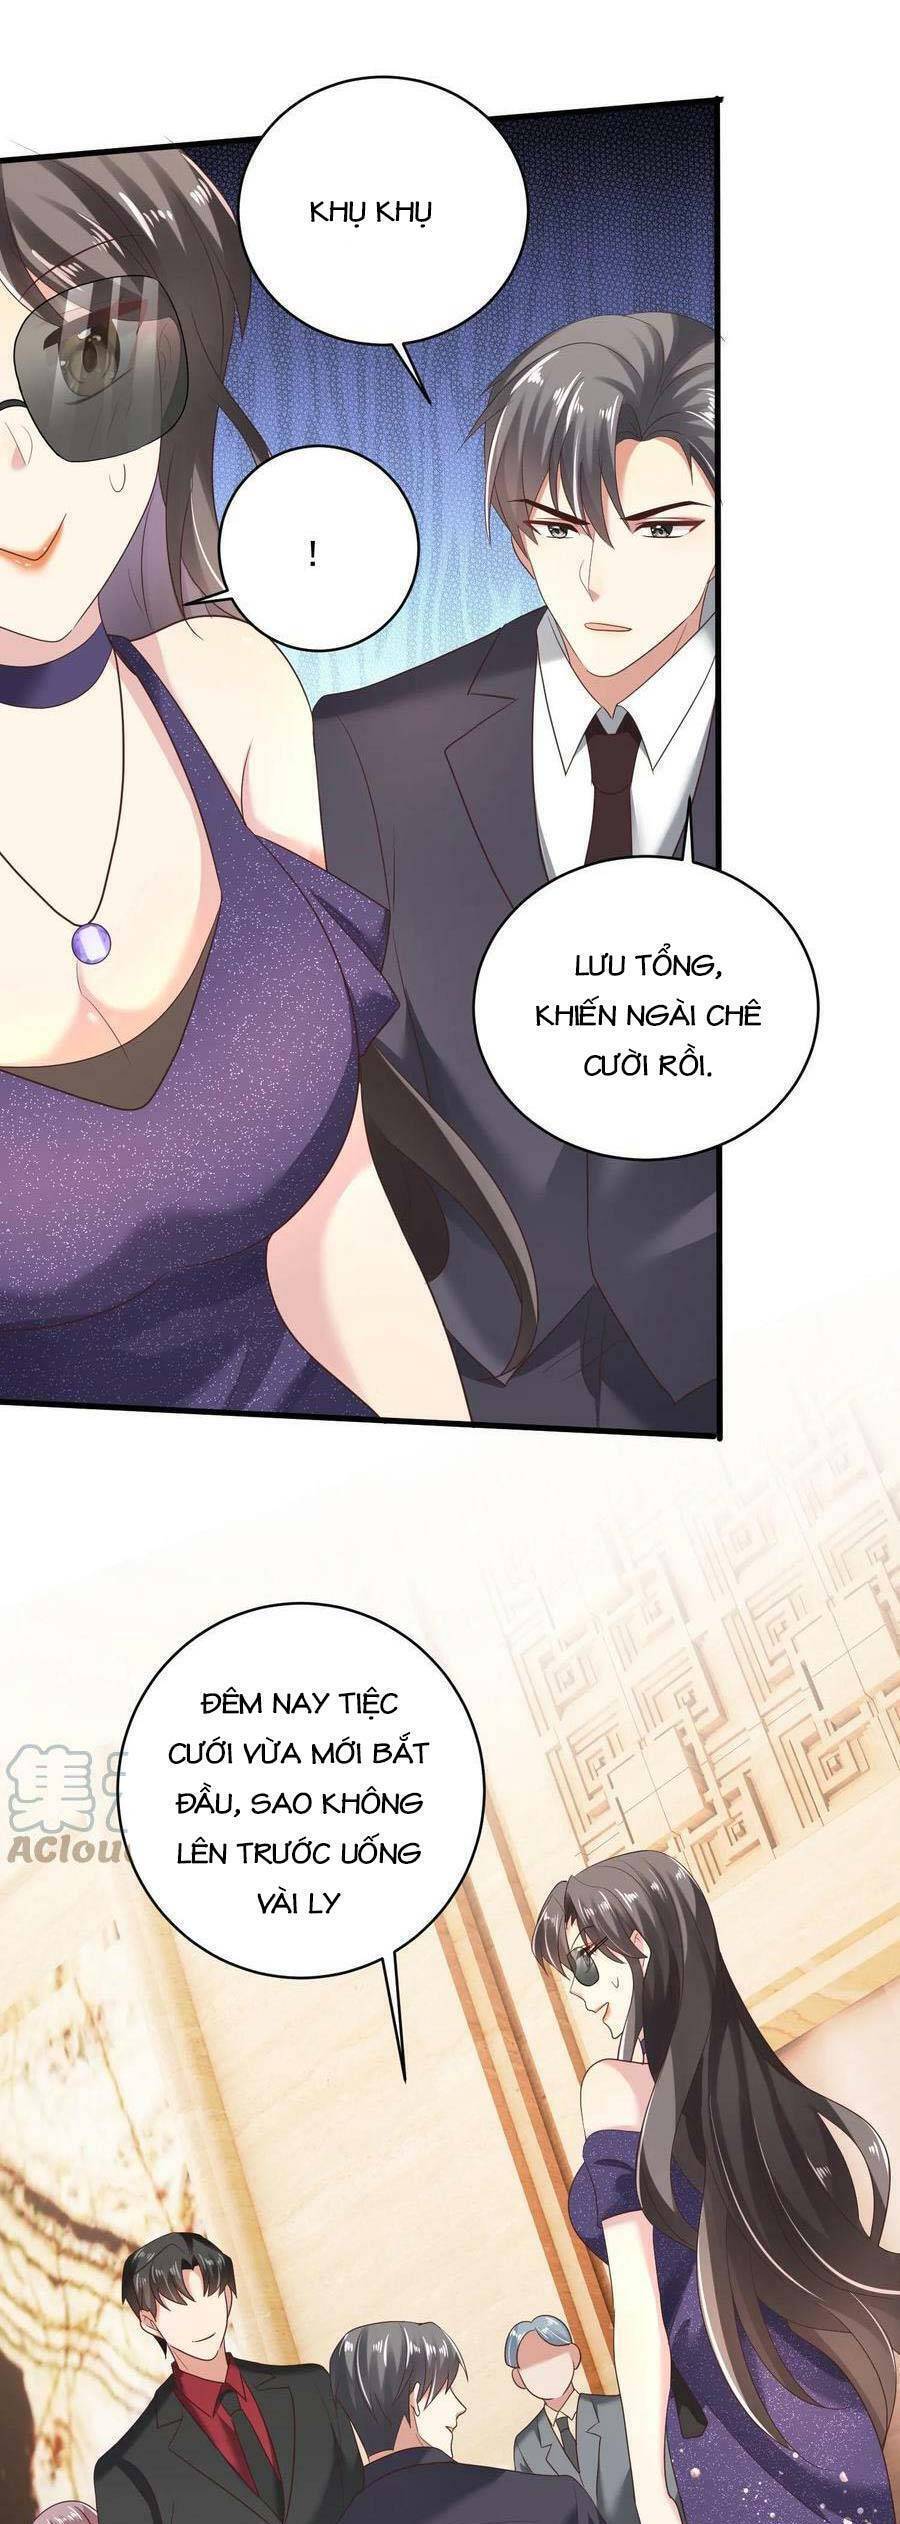 KHỤ KHỤ
!
LƯU TỔNG,
KHIẾN NGÀI CHÊ
CƯỜI RỒI.
ĐÊM NAY TIỆC
CƯỚI VỪA MỚI BẮT
ĐẦU, SAO KHÔNG
LÊN TRƯỚC UỐNG
VÀI LY
集
AClou